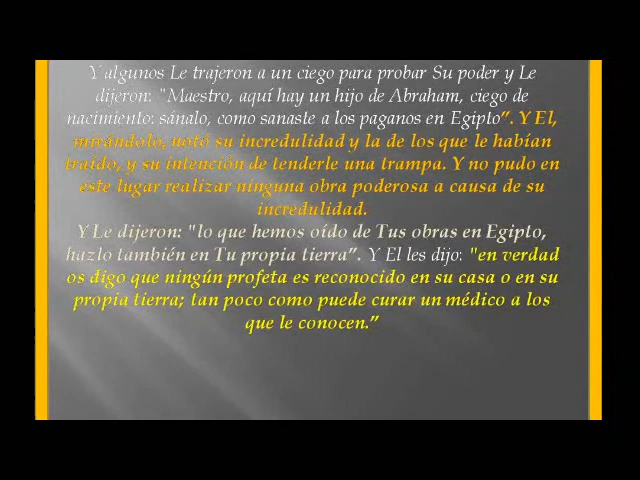 Y algunos Le trajeron a un ciego para probar Su poder y Le
dijeron: "Maestro, aquí hay un hijo de Abraham, ciego de
nacimiento: sánalo, como sanaste a los paganos en Egipto”. Y El,
mirándolo, notó su incredulidad y la de los que le habían
traído, y su intención de tenderle una trampa. Y no pudo en
este lugar realizar ninguna obra poderosa a causa de su
incredulidad.
Y Le dijeron: "lo que hemos oído de Tus obras en Egipto,
hazlo también en Tu propia tierra”. Y El les dijo: "en verdad
os digo que ningún profeta es reconocido en su casa o en su
propia tierra; tan poco como puede curar un médico a los
que le conocen.”